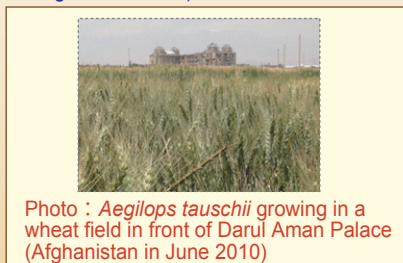 Photo：Aegilops tauschii growing in a
wheat field in front of Darul Aman Palace
(Afghanistan in June 2010)